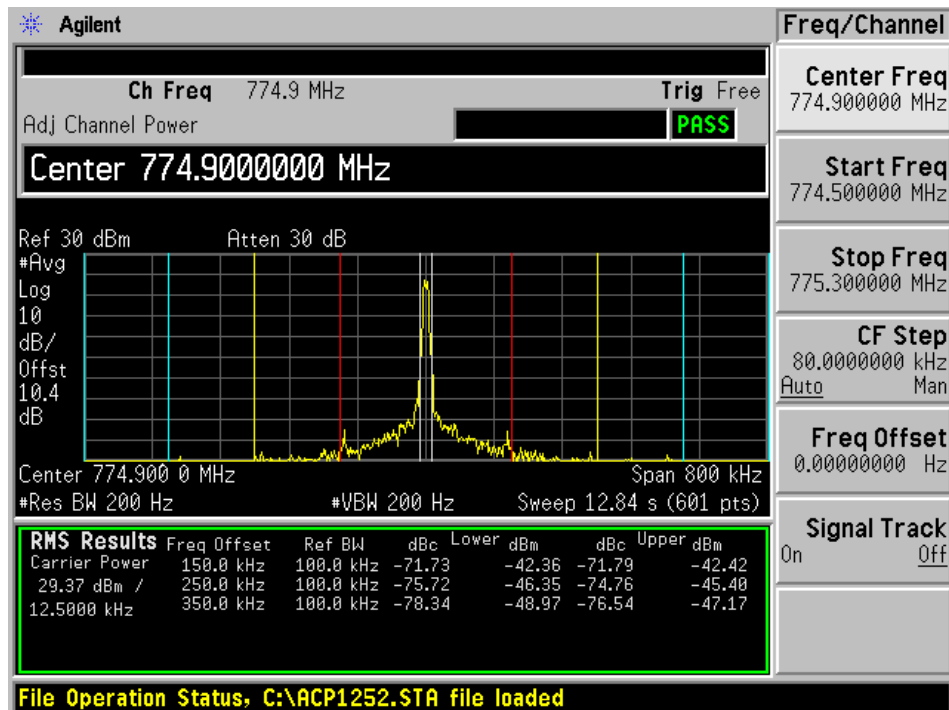 Agilent
Freq/Channel
Ch Freq 774.9 MHz Trig Free
Adj Channel Power PASS
Center 774.9000000 MHz
Ref 30 dBm Atten 30 dB
#Avg
Log
10
dB/
Offst
10.4
dB
Center 774.900 0 MHz Span 800 kHz
#Res BW 200 Hz #VBW 200 Hz Sweep 12.84 s (601 pts)
RMS Results Freq Offset Ref BW dBc Lower dBm dBc Upper dBm
Carrier Power 150.0 kHz 100.0 kHz -71.73 -42.36 -71.79 -42.42
29.37 dBm / 250.0 kHz 100.0 kHz -75.72 -46.35 -74.76 -45.40
12.5000 kHz 350.0 kHz 100.0 kHz -78.34 -48.97 -76.54 -47.17
Center Freq
774.900000 MHz
Start Freq
774.500000 MHz
Stop Freq
775.300000 MHz
CF Step
80.0000000 kHz
Auto Man
Freq Offset
0.00000000 Hz
Signal Track
On Off
File Operation Status, C:\ACP1252.STA file loaded